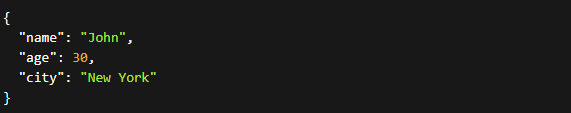 {
  "name": "John",
  "age": 30,
  "city": "New York"
}